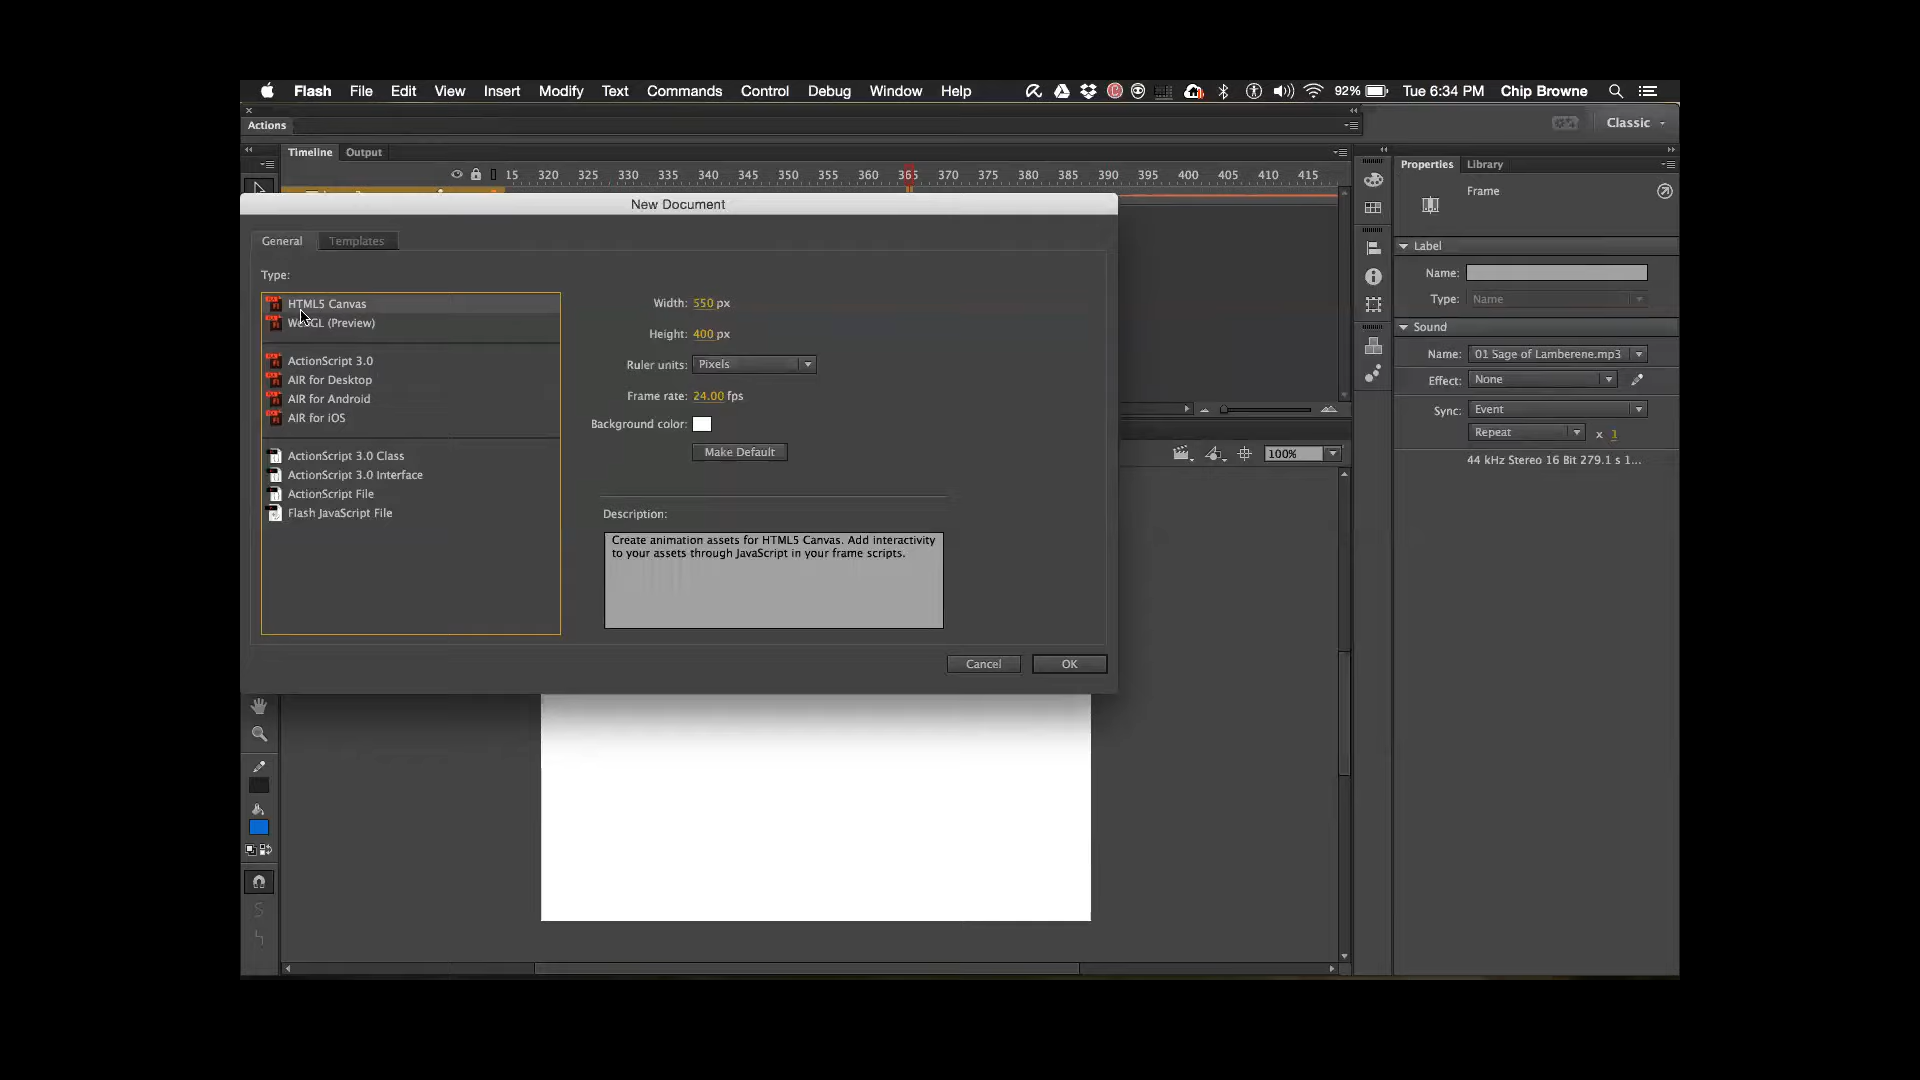 Flash File Edit View Insert Modify Text Commands Control Debug Window Help 92% Tue 6:34 PM Chip Browne
Actions
Classic
Timeline Output
Properties Library
15 320 325 330 335 340 345 350 355 360 365 370 375 380 385 390 395 400 405 410 415
Frame
New Document
General Templates
Label
Type:
Name:
Type: Name
HTML5 Canvas
WebGL (Preview)
ActionScript 3.0
AIR for Desktop
AIR for Android
AIR for iOS
ActionScript 3.0 Class
ActionScript 3.0 Interface
ActionScript File
Flash JavaScript File
Width: 550 px
Height: 400 px
Ruler units: Pixels
Frame rate: 24.00 fps
Background color:
Make Default
Description:
Create animation assets for HTML5 Canvas. Add interactivity
to your assets through JavaScript in your frame scripts.
Cancel OK
100%
Sound
Name: 01 Sage of Lamberene.mp3
Effect: None
Sync: Event
Repeat x 1
44 kHz Stereo 16 Bit 279.1 s 1...